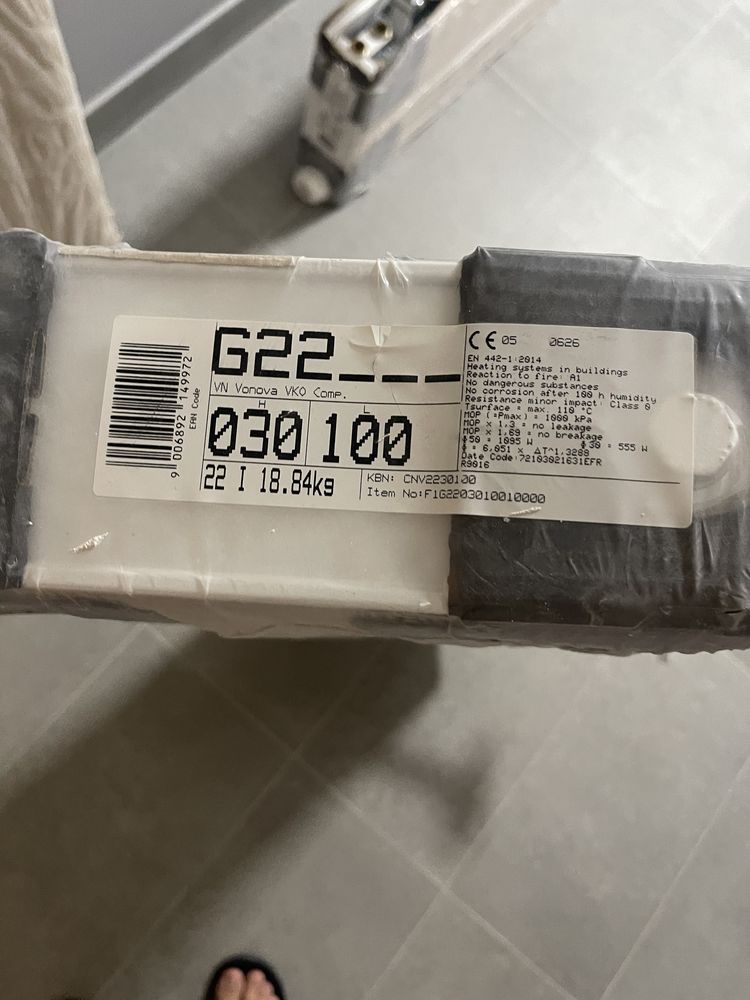 9 006892 149972
EAN Code
G22___
VN Vonova VKO Comp.
H L
030 100
22 I 18.84kg
CE 05 0626
EN 442-1:2014
Heating systems in buildings
Reaction to fire: A1
No dangerous substances
No corrosion after 100 h humidity
Resistance minor impact: Class 0
Tsurface = max. 110 °C
MOP (=Pmax) = 1000 kPa
MOP x 1,3 = no leakage
MOP x 1,69 = no breakage
Φ50 = 1095 W Φ30 = 555 W
Φ = 6,051 x ΔT^1,3289
Date Code:72103021631EFR
R9016
KBN: CNV2230100
Item No:F1G2203010010000